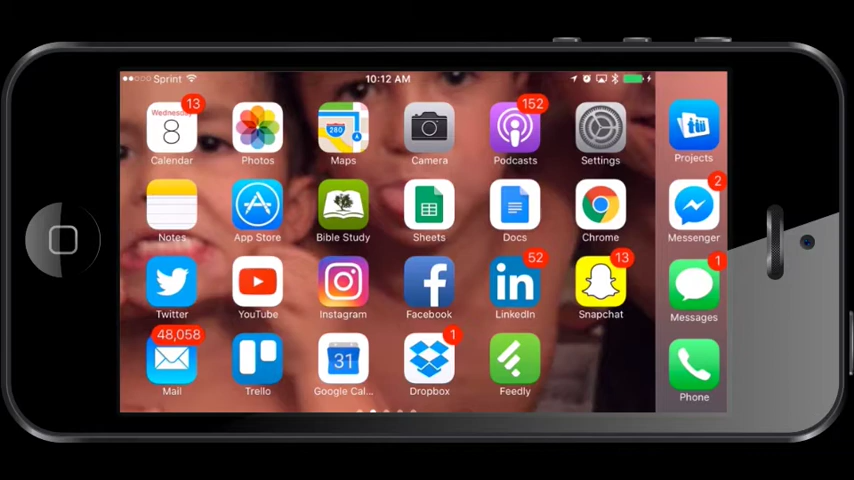 Sprint 10:12 AM
13 152
Wednesday
8 280
Calendar Photos Maps Camera Podcasts Settings Projects
2
Notes App Store Bible Study Sheets Docs Chrome Messenger
52 13 1
in
Twitter YouTube Instagram Facebook LinkedIn Snapchat Messages
48,058 1
31
Mail Trello Google Cal... Dropbox Feedly Phone